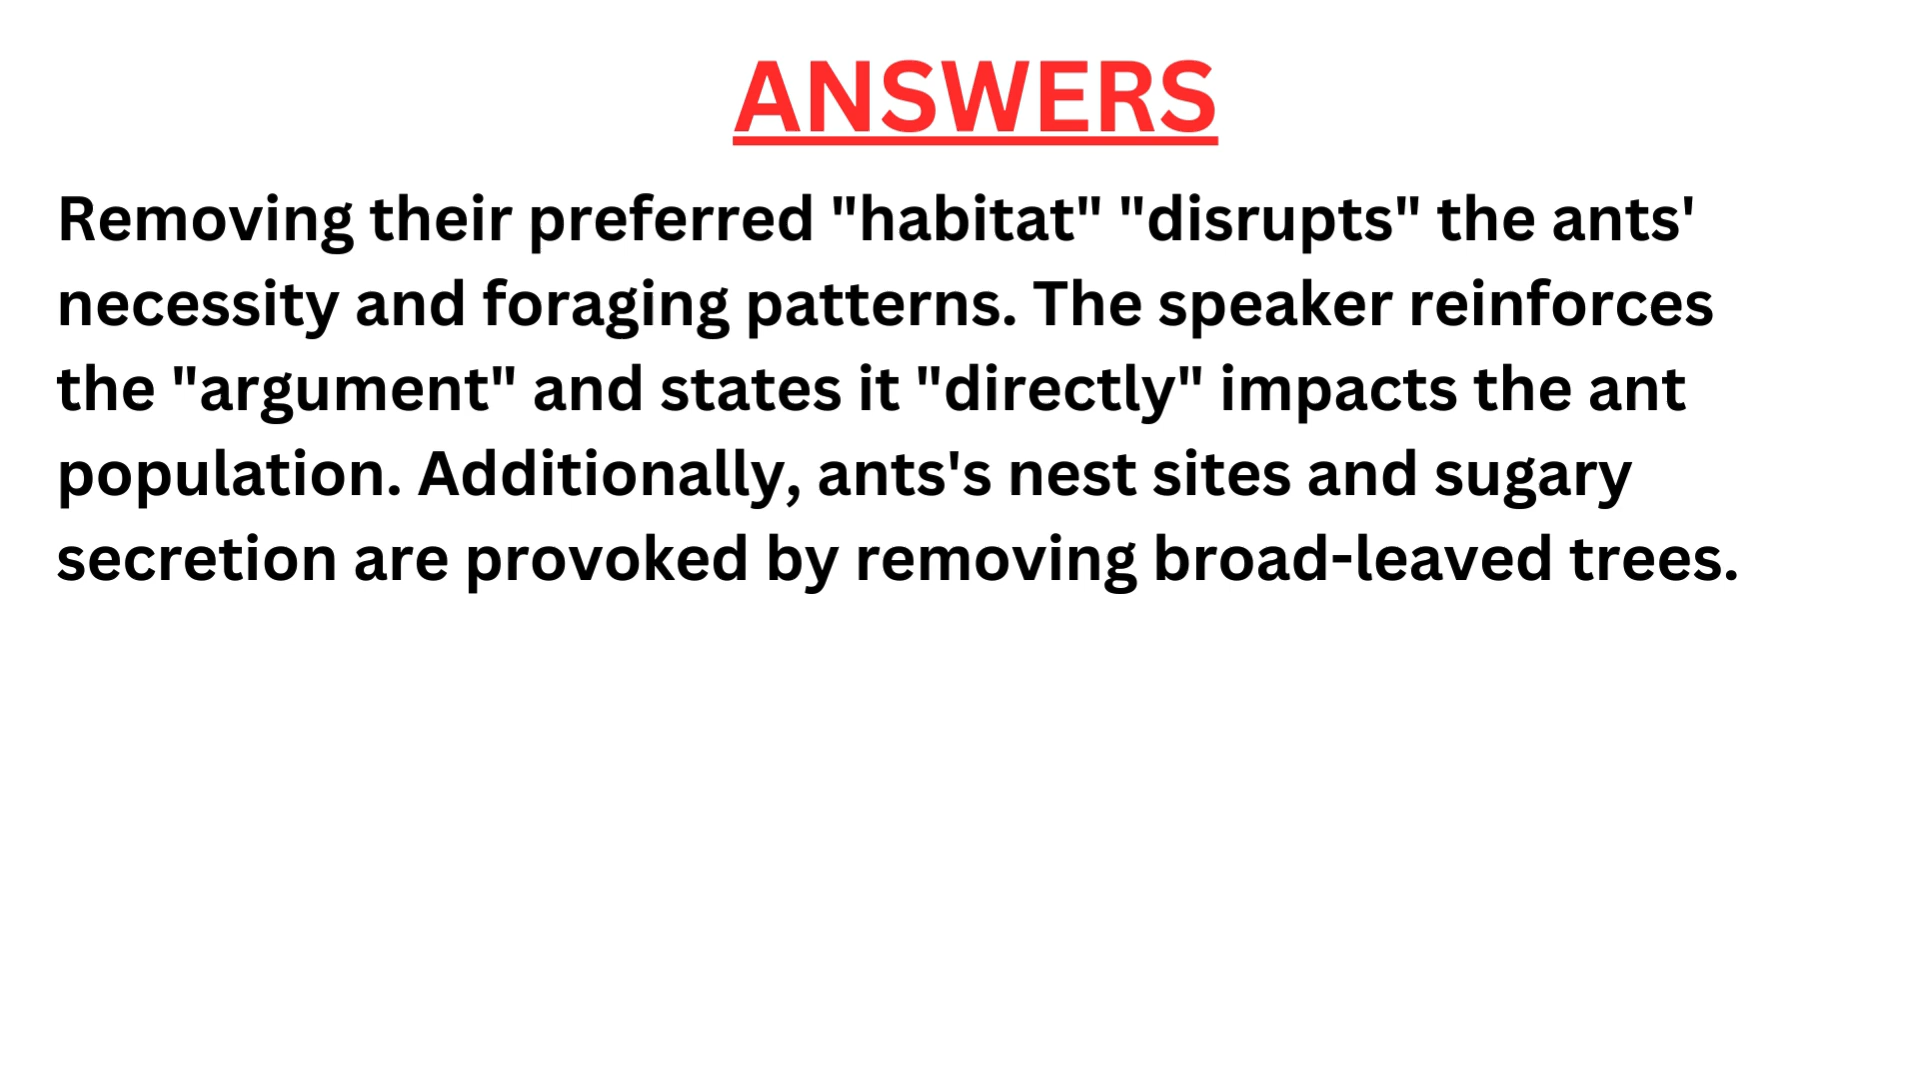 ANSWERS
Removing their preferred "habitat" "disrupts" the ants'
necessity and foraging patterns. The speaker reinforces
the "argument" and states it "directly" impacts the ant
population. Additionally, ants's nest sites and sugary
secretion are provoked by removing broad-leaved trees.